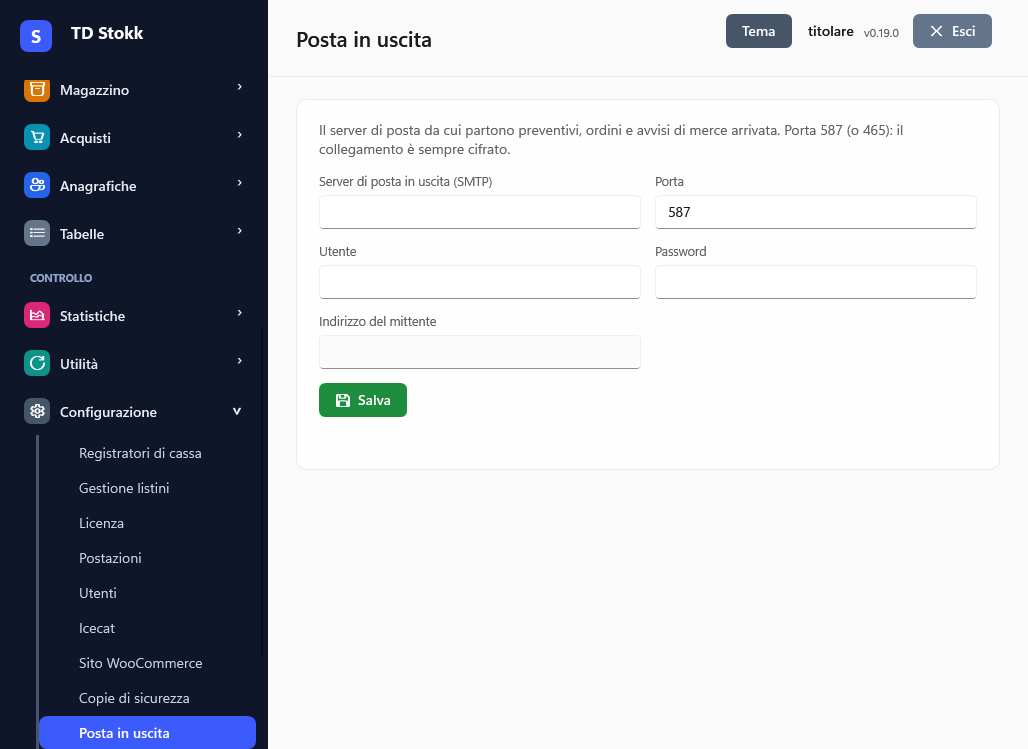 S
TD Stokk
Magazzino
Acquisti
Anagrafiche
Tabelle
CONTROLLO
Statistiche
Utilità
Configurazione
Registratori di cassa
Gestione listini
Licenza
Postazioni
Utenti
Icecat
Sito WooCommerce
Copie di sicurezza
Posta in uscita
Posta in uscita
Tema
titolare
v0.19.0
Esci
Il server di posta da cui partono preventivi, ordini e avvisi di merce arrivata. Porta 587 (o 465): il
collegamento è sempre cifrato.
Server di posta in uscita (SMTP)
Porta
587
Utente
Password
Indirizzo del mittente
Salva